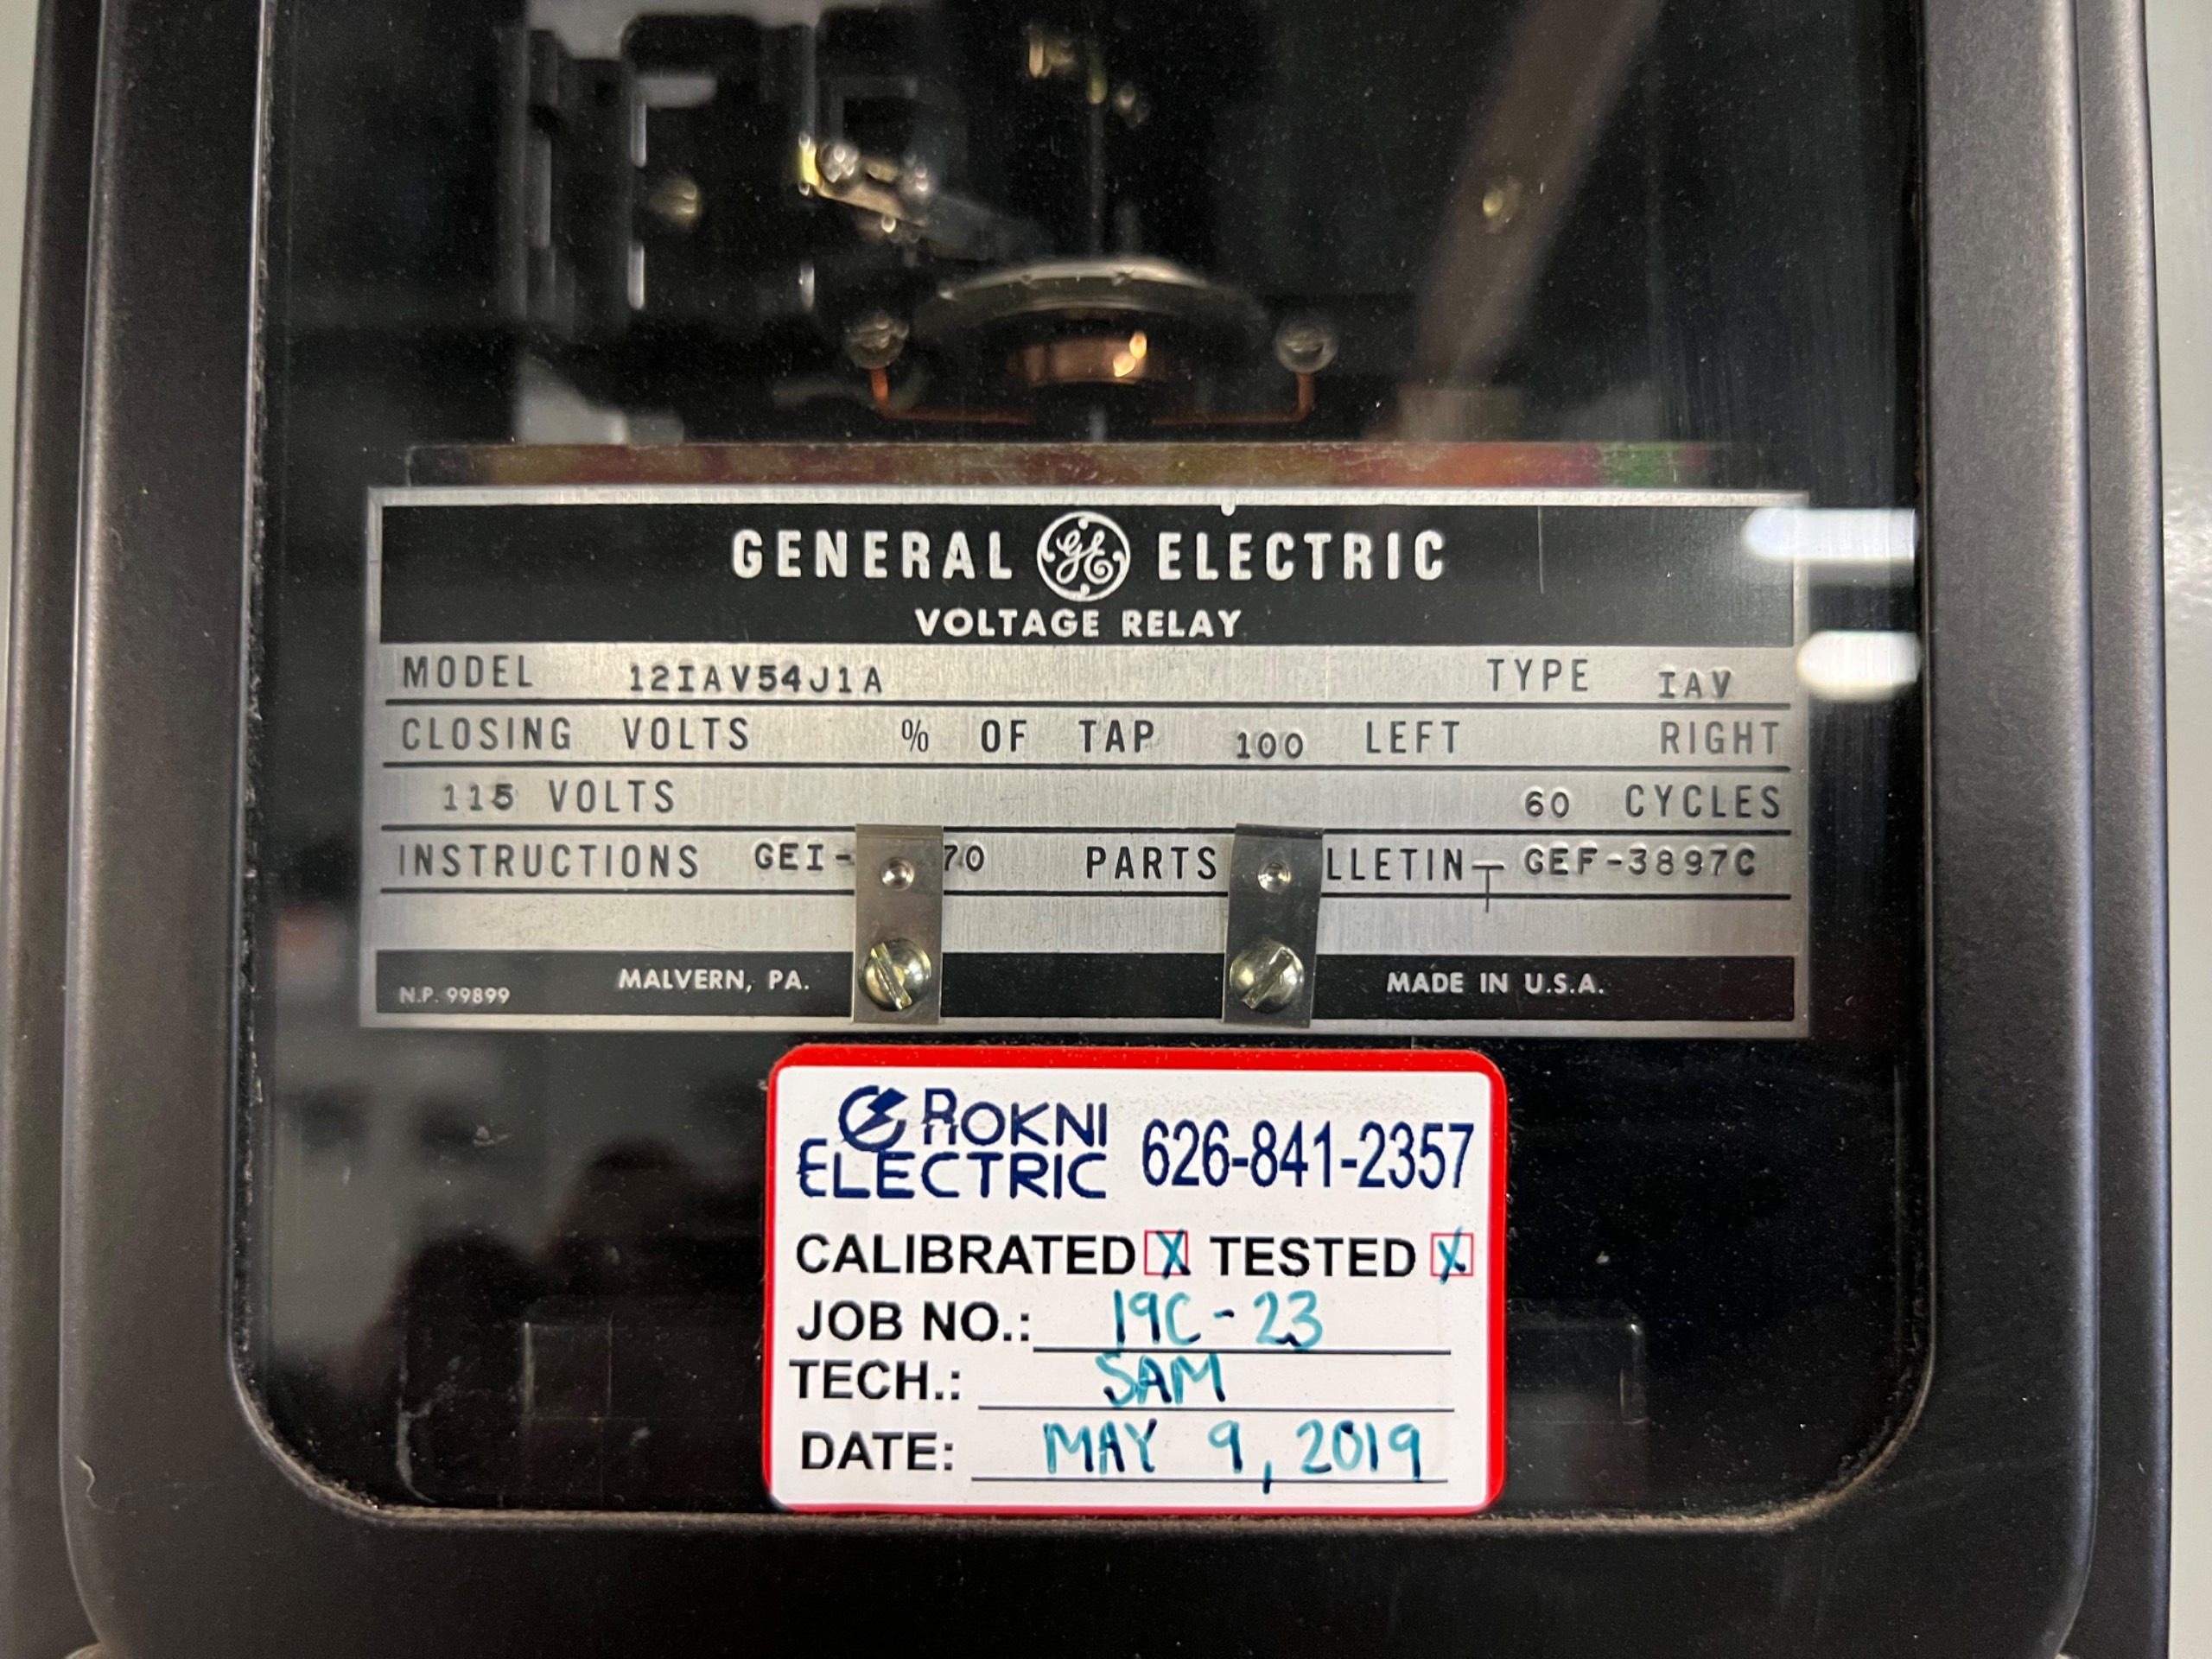 GENERAL GE ELECTRIC
VOLTAGE RELAY
MODEL 12IAV54J1A TYPE IAV
CLOSING VOLTS % OF TAP 100 LEFT RIGHT
115 VOLTS 60 CYCLES
INSTRUCTIONS GEI- 70 PARTS LLETIN GEF-3897C
N.P. 99899 MALVERN, PA. MADE IN U.S.A.
ROKNI
ELECTRIC 626-841-2357
CALIBRATED X TESTED X
JOB NO.: 19C-23
TECH.: SAM
DATE: MAY 9, 2019